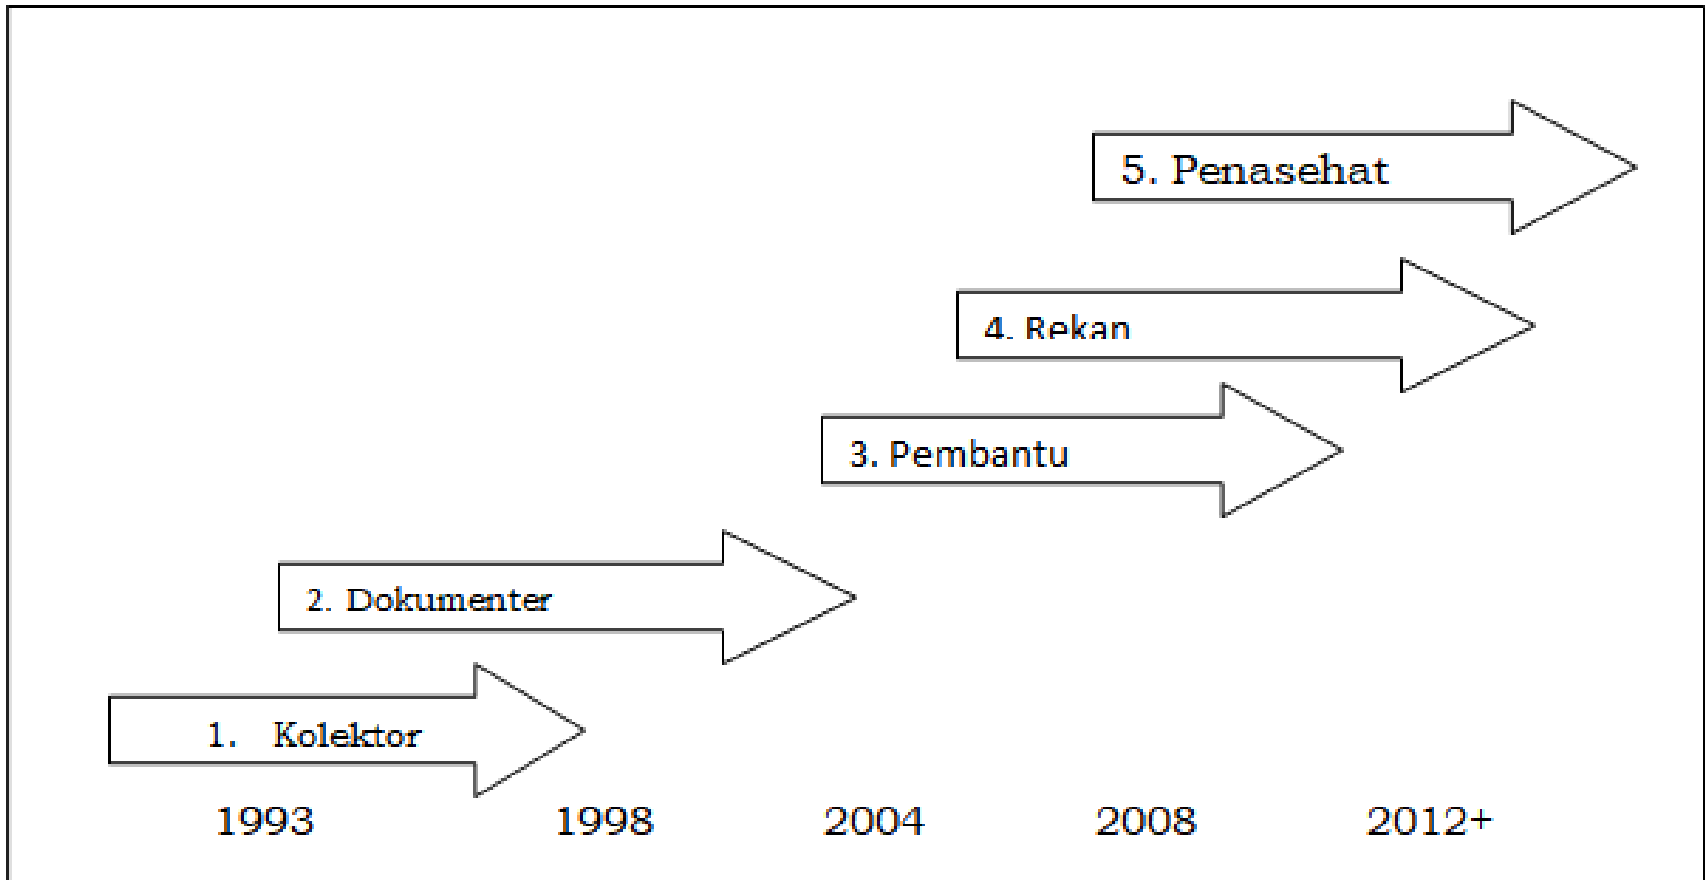 5. Penasehat
4. Rekan
3. Pembantu
2. Dokumenter
1. Kolektor
1993 1998 2004 2008 2012+